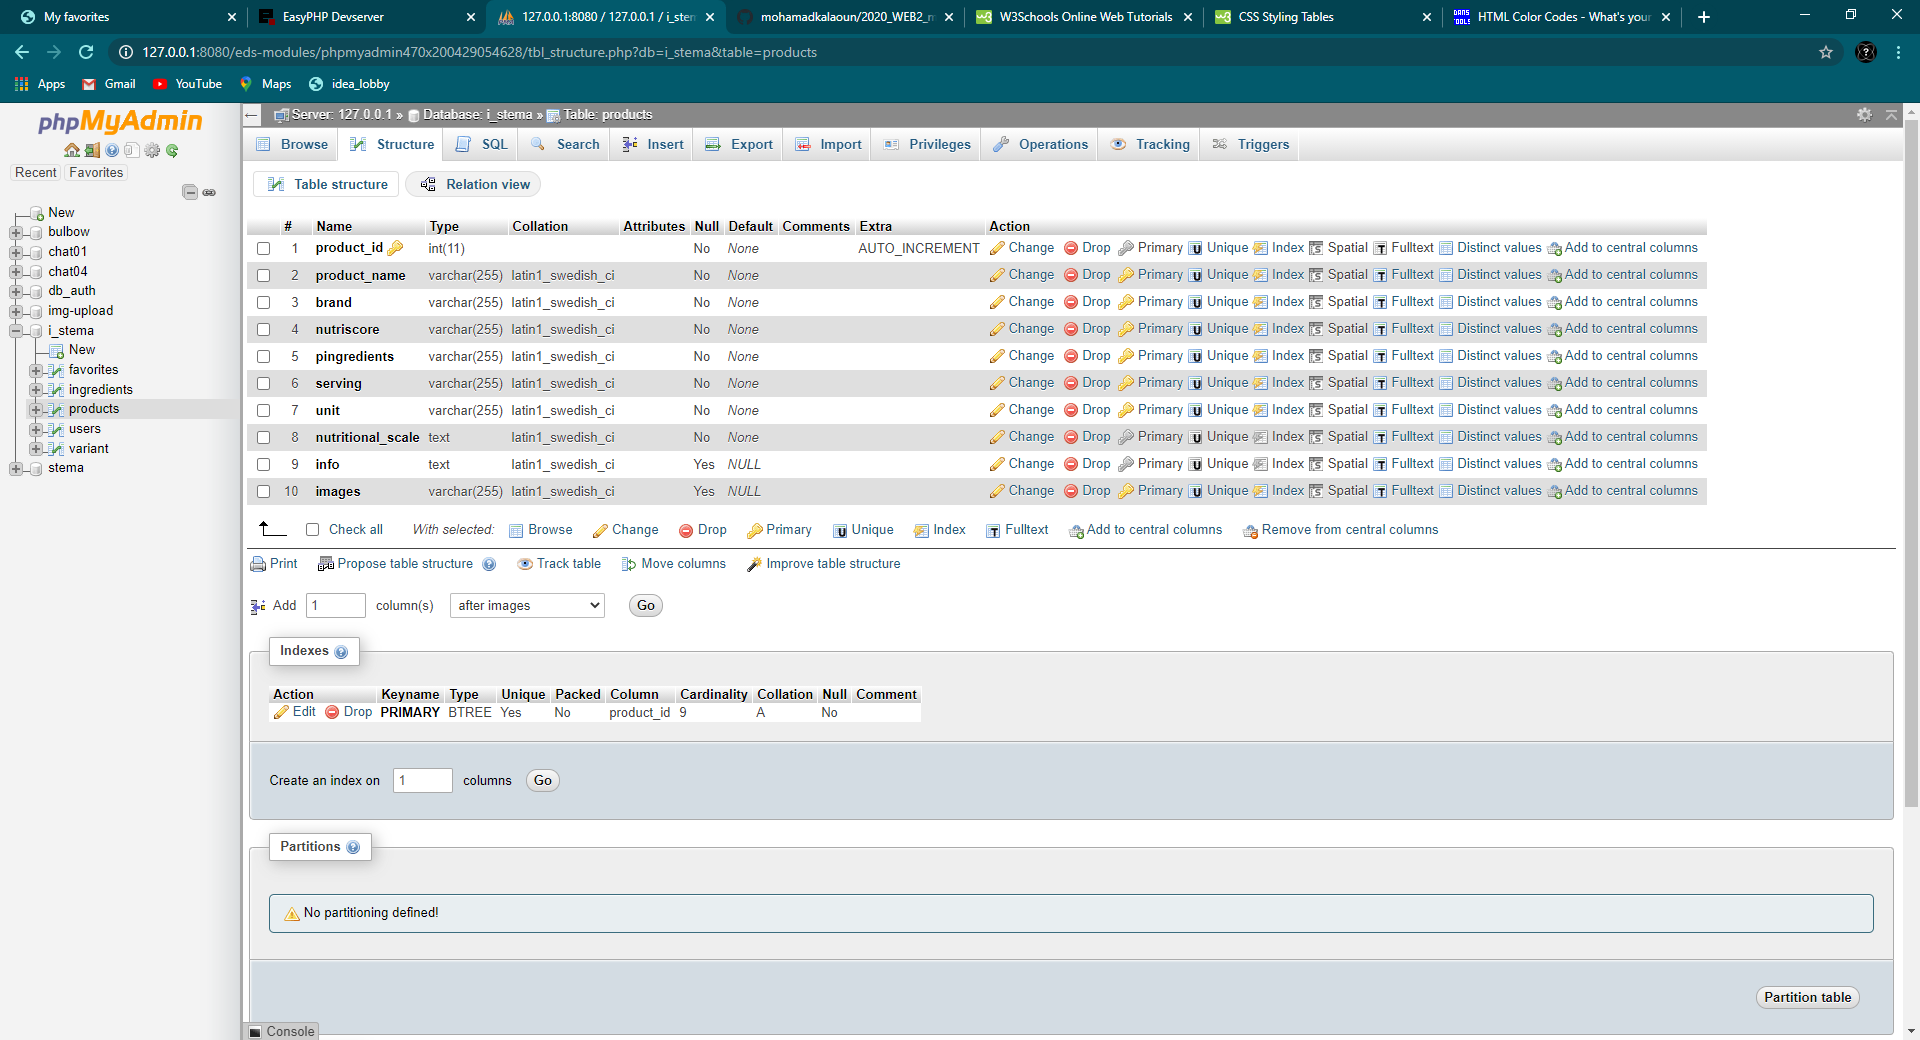 My favorites
EasyPHP Devserver
127.0.0.1:8080 / 127.0.0.1 / i_stem
mohamadkalaoun/2020_WEB2_m
W3Schools Online Web Tutorials
CSS Styling Tables
HTML Color Codes - What's your
127.0.0.1:8080/eds-modules/phpmyadmin470x200429054628/tbl_structure.php?db=i_stema&table=products
Apps Gmail YouTube Maps idea_lobby
phpMyAdmin
Recent Favorites
New
bulbow
chat01
chat04
db_auth
img-upload
i_stema
New
favorites
ingredients
products
users
variant
stema
Server: 127.0.0.1 » Database: i_stema » Table: products
Browse Structure SQL Search Insert Export Import Privileges Operations Tracking Triggers
Table structure Relation view
# Name Type Collation Attributes Null Default Comments Extra Action
1 product_id int(11) No None AUTO_INCREMENT Change Drop Primary Unique Index Spatial Fulltext Distinct values Add to central columns
2 product_name varchar(255) latin1_swedish_ci No None Change Drop Primary Unique Index Spatial Fulltext Distinct values Add to central columns
3 brand varchar(255) latin1_swedish_ci No None Change Drop Primary Unique Index Spatial Fulltext Distinct values Add to central columns
4 nutriscore varchar(255) latin1_swedish_ci No None Change Drop Primary Unique Index Spatial Fulltext Distinct values Add to central columns
5 pingredients varchar(255) latin1_swedish_ci No None Change Drop Primary Unique Index Spatial Fulltext Distinct values Add to central columns
6 serving varchar(255) latin1_swedish_ci No None Change Drop Primary Unique Index Spatial Fulltext Distinct values Add to central columns
7 unit varchar(255) latin1_swedish_ci No None Change Drop Primary Unique Index Spatial Fulltext Distinct values Add to central columns
8 nutritional_scale text latin1_swedish_ci No None Change Drop Primary Unique Index Spatial Fulltext Distinct values Add to central columns
9 info text latin1_swedish_ci Yes NULL Change Drop Primary Unique Index Spatial Fulltext Distinct values Add to central columns
10 images varchar(255) latin1_swedish_ci Yes NULL Change Drop Primary Unique Index Spatial Fulltext Distinct values Add to central columns
Check all With selected: Browse Change Drop Primary Unique Index Fulltext Add to central columns Remove from central columns
Print Propose table structure Track table Move columns Improve table structure
Add 1 column(s) after images Go
Indexes
Action Keyname Type Unique Packed Column Cardinality Collation Null Comment
Edit Drop PRIMARY BTREE Yes No product_id 9 A No
Create an index on 1 columns Go
Partitions
No partitioning defined!
Partition table
Console